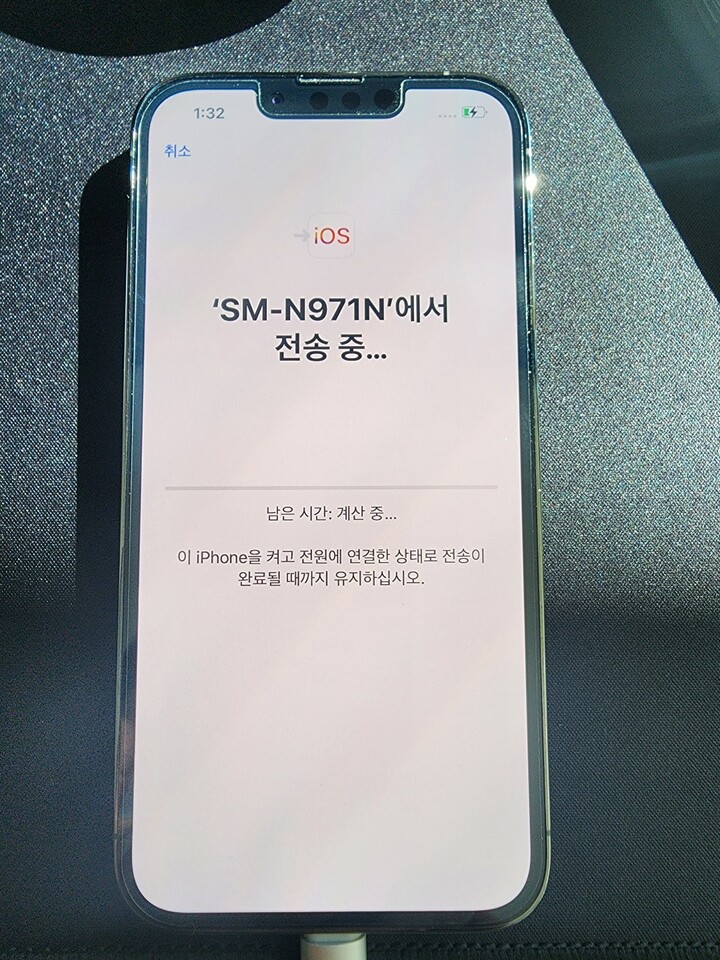 1:32
취소
iOS
‘SM-N971N’에서
전송 중...
남은 시간: 계산 중...
이 iPhone을 켜고 전원에 연결한 상태로 전송이
완료될 때까지 유지하십시오.